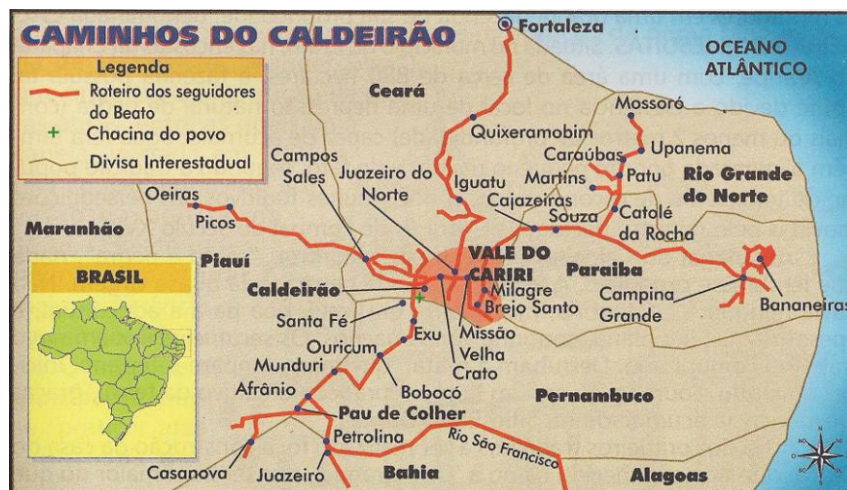 CAMINHOS DO CALDEIRÃO
Legenda
Roteiro dos seguidores
do Beato
Chacina do povo
Divisa Interestadual
Fortaleza
OCEANO
ATLÂNTICO
Ceará
Mossoró
Quixeramobim
Upanema
Campos
Sales
Juazeiro do
Norte
Caraúbas
Iguatu
Martins
Patu
Rio Grande
do Norte
Oeiras
Picos
Cajazeiras
Souza
Catolé
da Rocha
Maranhão
Piauí
VALE DO
CARIRI
Paraiba
BRASIL
Caldeirão
Milagre
Brejo Santo
Campina
Grande
Bananeiras
Santa Fé
Exu
Missão
Velha
Crato
Ouricum
Munduri
Bobocó
Afrânio
Pernambuco
Pau de Colher
Petrolina
Rio São Francisco
Casanova
Juazeiro
Bahia
Alagoas